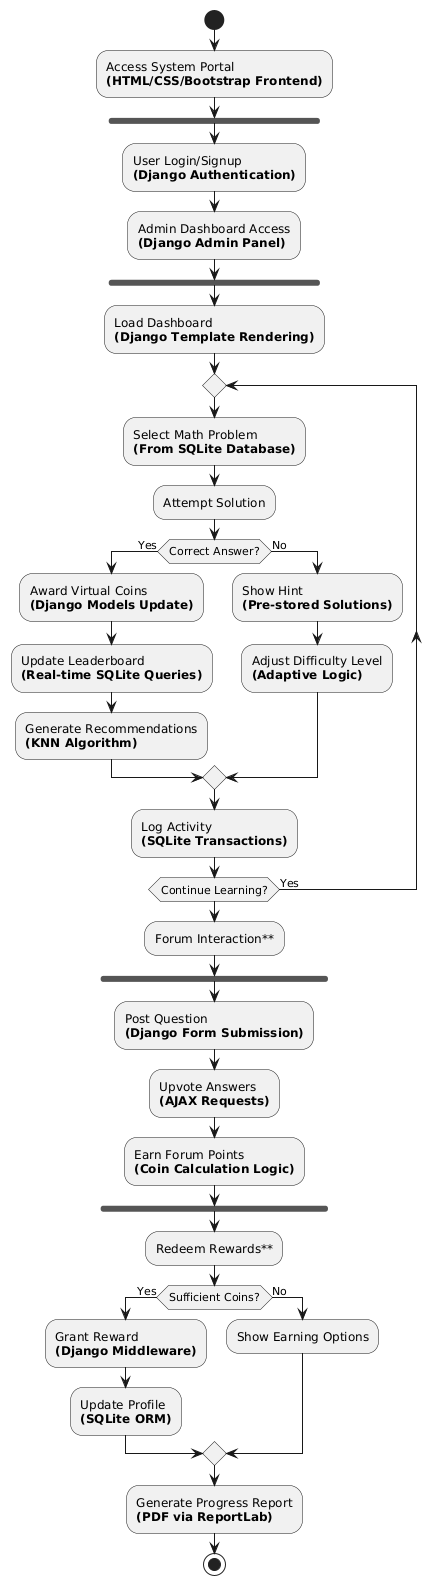 Access System Portal
(HTML/CSS/Bootstrap Frontend)
User Login/Signup
(Django Authentication)
Admin Dashboard Access
(Django Admin Panel)
Load Dashboard
(Django Template Rendering)
Select Math Problem
(From SQLite Database)
Attempt Solution
Yes
Correct Answer?
No
Award Virtual Coins
(Django Models Update)
Update Leaderboard
(Real-time SQLite Queries)
Generate Recommendations
(KNN Algorithm)
Show Hint
(Pre-stored Solutions)
Adjust Difficulty Level
(Adaptive Logic)
Log Activity
(SQLite Transactions)
Continue Learning?
Yes
Forum Interaction**
Post Question
(Django Form Submission)
Upvote Answers
(AJAX Requests)
Earn Forum Points
(Coin Calculation Logic)
Redeem Rewards**
Yes
Sufficient Coins?
No
Grant Reward
(Django Middleware)
Update Profile
(SQLite ORM)
Show Earning Options
Generate Progress Report
(PDF via ReportLab)